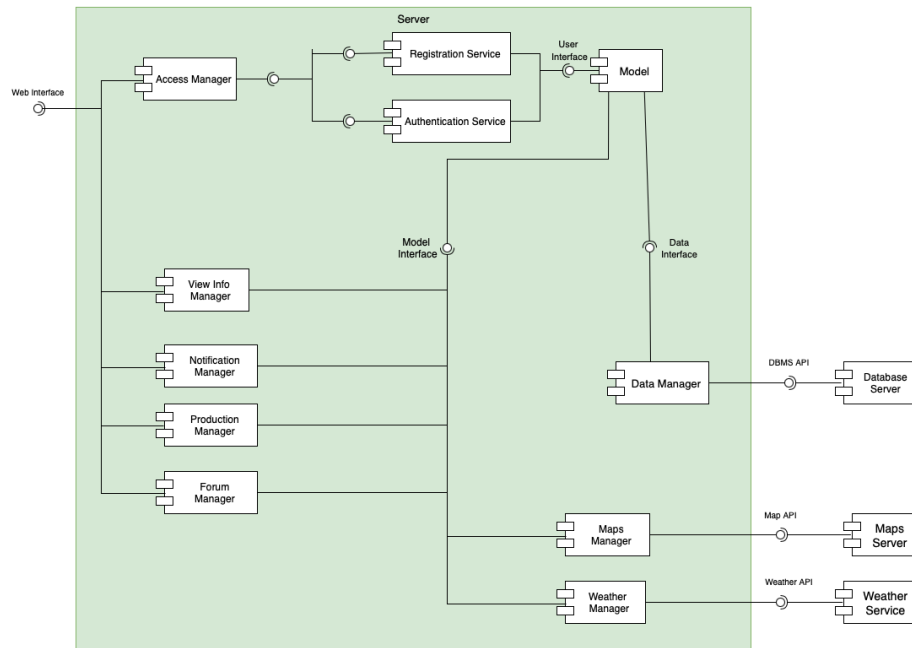 Server
User
Interface
Registration Service
Model
Access Manager
Web Interface
Authentication Service
Model
Interface
Data
Interface
View Info
Manager
Notification
Manager
DBMS API
Data Manager
Database
Server
Production
Manager
Forum
Manager
Map API
Maps
Manager
Maps
Server
Weather API
Weather
Manager
Weather
Service